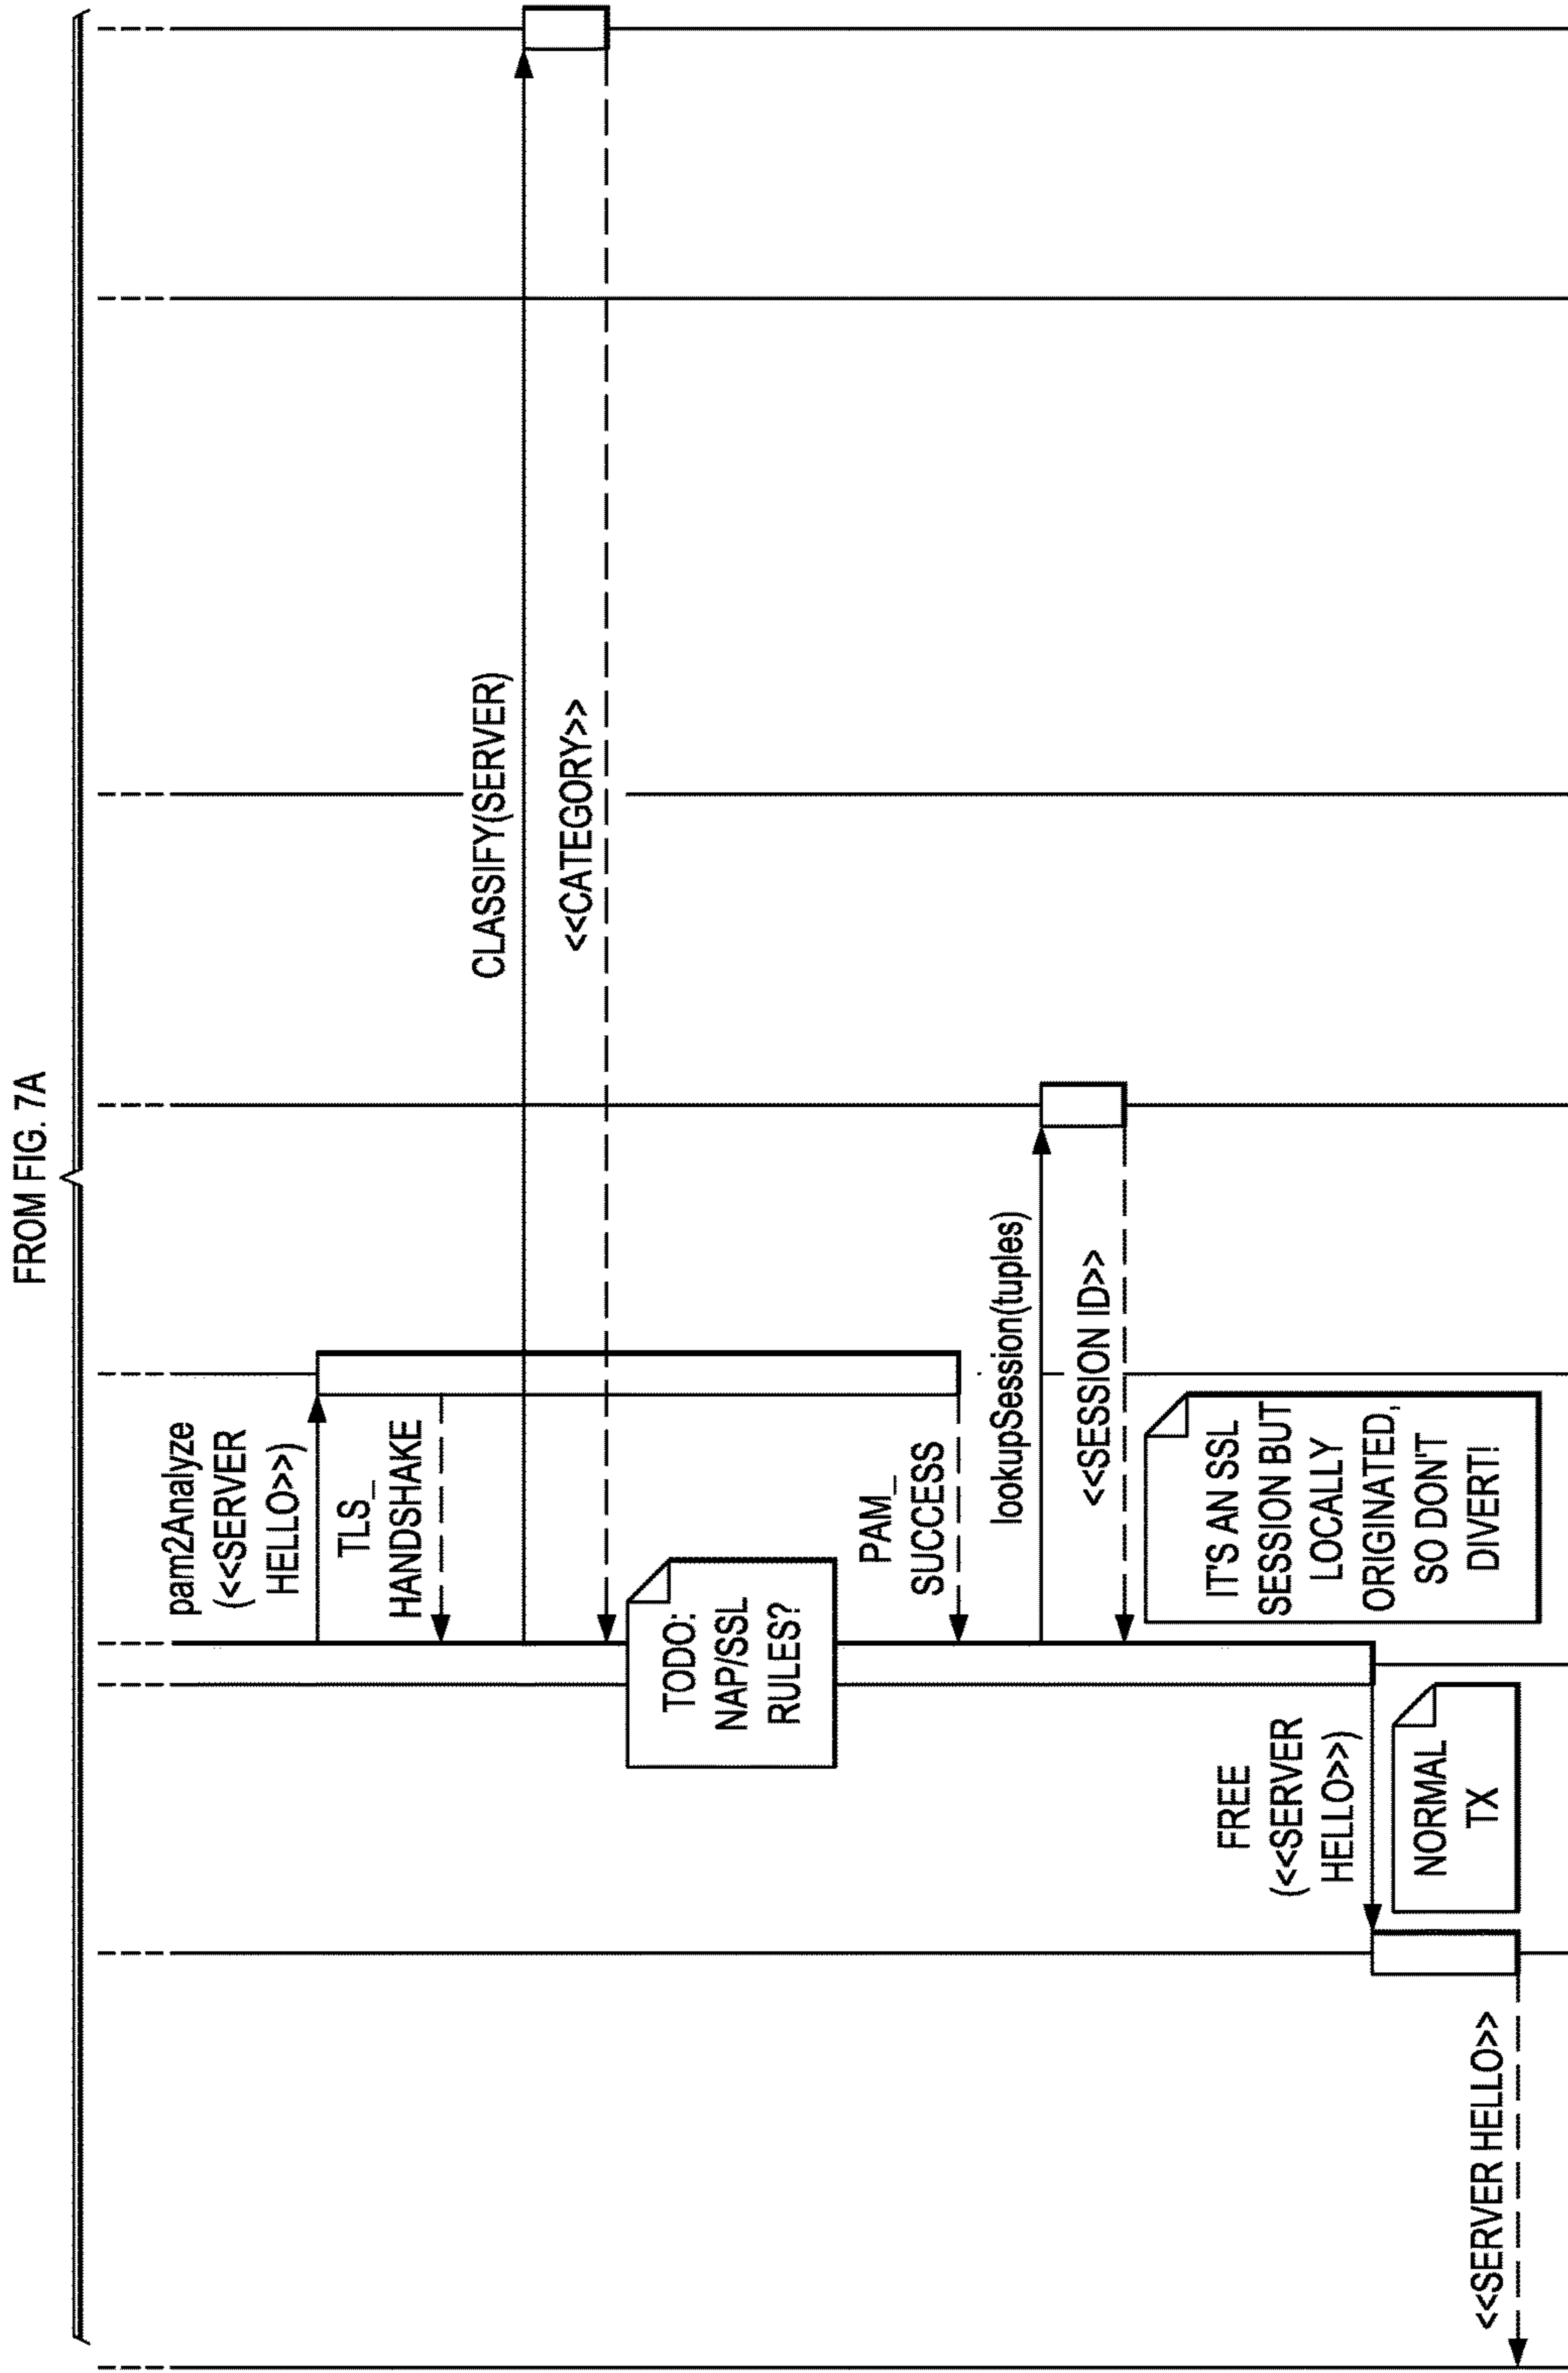 FROM FIG. 7A
pam2Analyze
(<<SERVER
HELLO>>)
TLS_
HANDSHAKE
CLASSIFY(SERVER)
<<CATEGORY>>
TODO:
NAP/SSL
RULES?
PAM_
SUCCESS
lookupSession(tuples)
<<SESSION ID>>
IT'S AN SSL
SESSION BUT
LOCALLY
ORIGINATED,
SO DON'T
DIVERT!
FREE
(<<SERVER
HELLO>>)
NORMAL
TX
<<SERVER HELLO>>